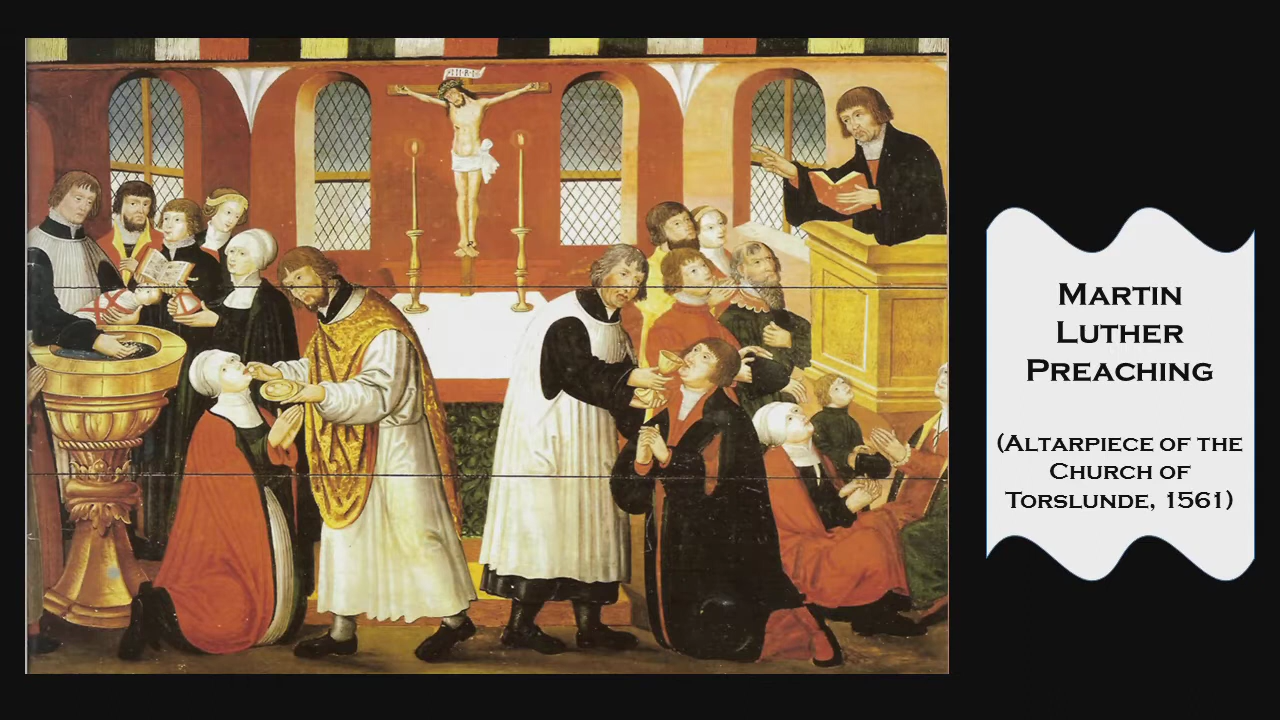 I·N·R·I
Martin
Luther
Preaching
(Altarpiece of the
Church of
Torslunde, 1561)